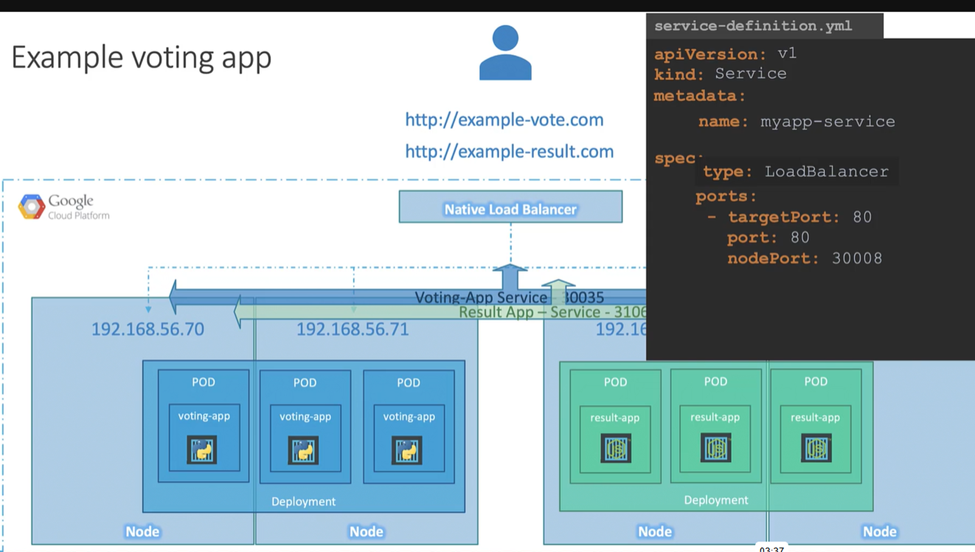 Example voting app
http://example-vote.com
http://example-result.com
service-definition.yml
apiVersion: v1
kind: Service
metadata:
name: myapp-service
spec:
type: LoadBalancer
ports:
- targetPort: 80
port: 80
nodePort: 30008
Google
Cloud Platform
Native Load Balancer
Voting-App Service - 30035
Result App – Service - 3106
192.168.56.70
192.168.56.71
192.16
POD
POD
POD
voting-app
voting-app
voting-app
Deployment
POD
POD
POD
result-app
result-app
result-app
Deployment
Node
Node
Node
Node
03:37